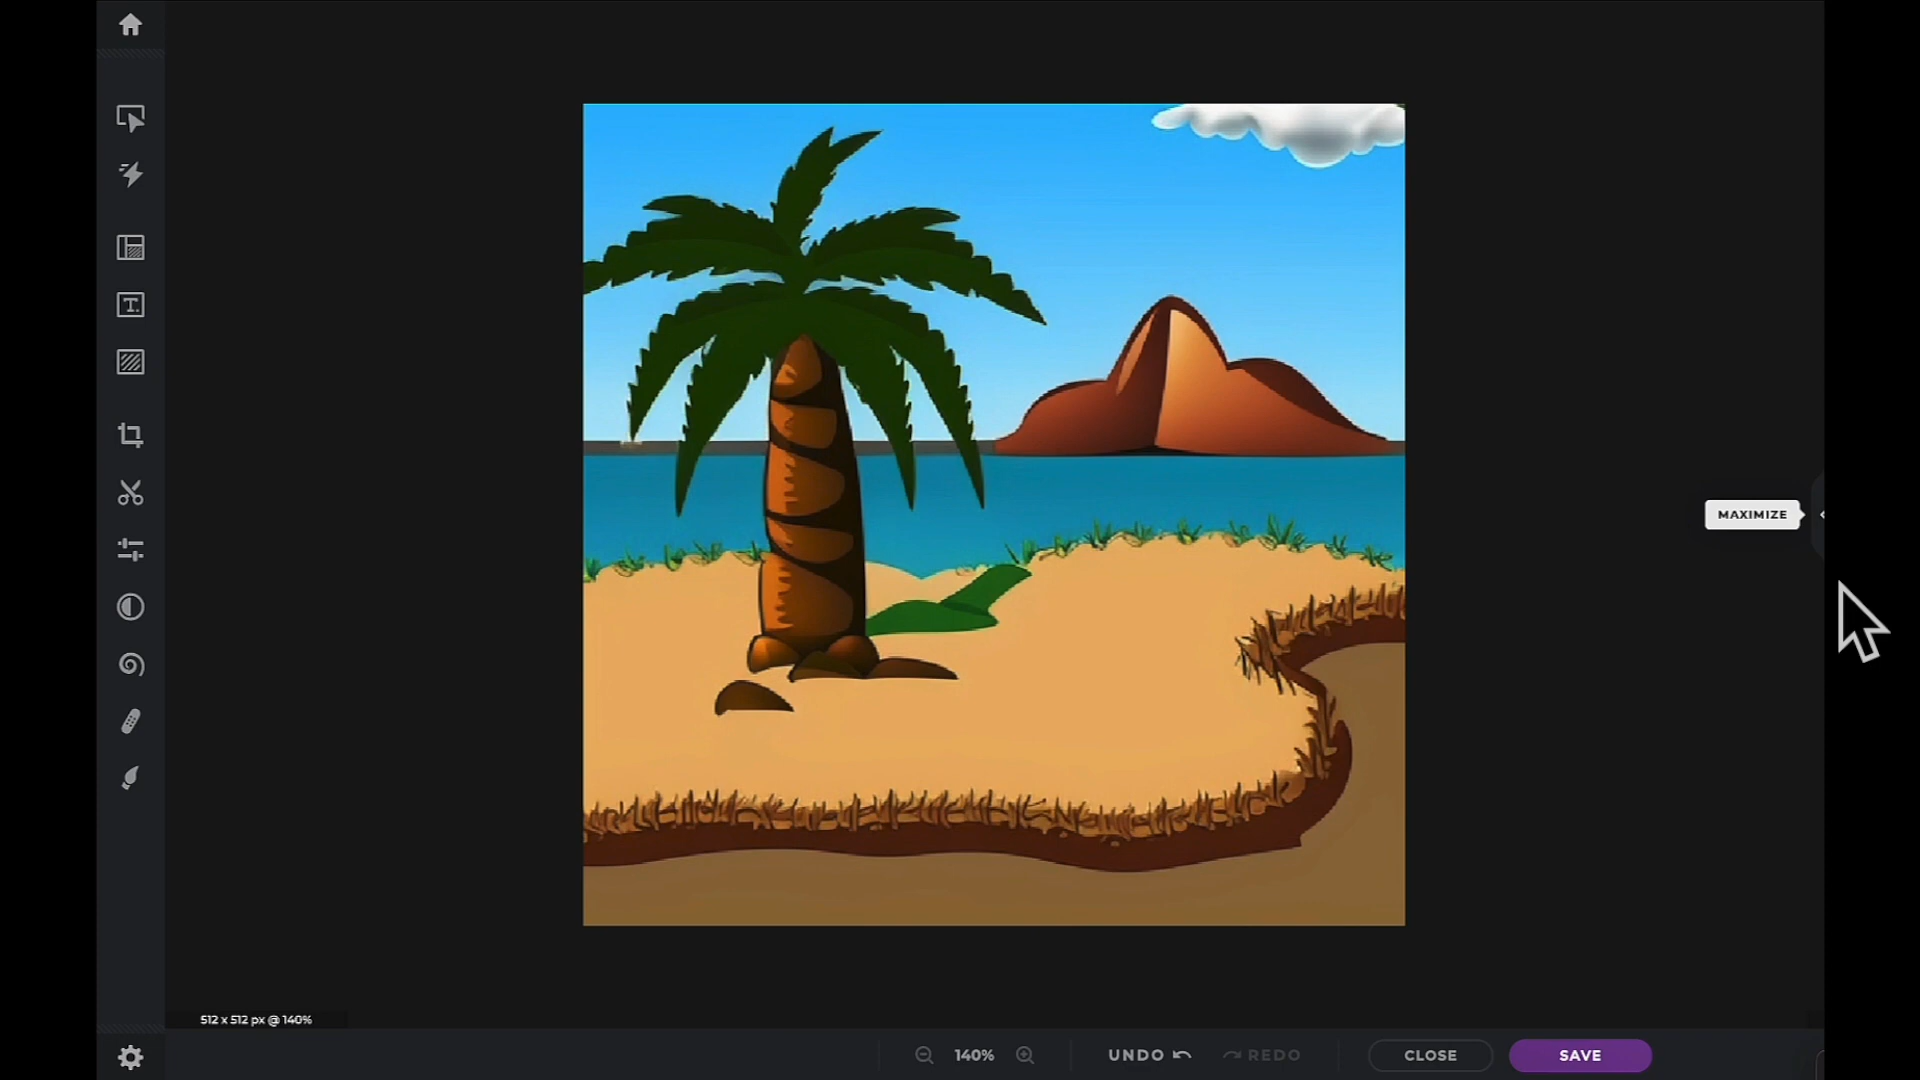 MAXIMIZE
512 x 512 px @ 140%
140%
UNDO
REDO
CLOSE
SAVE